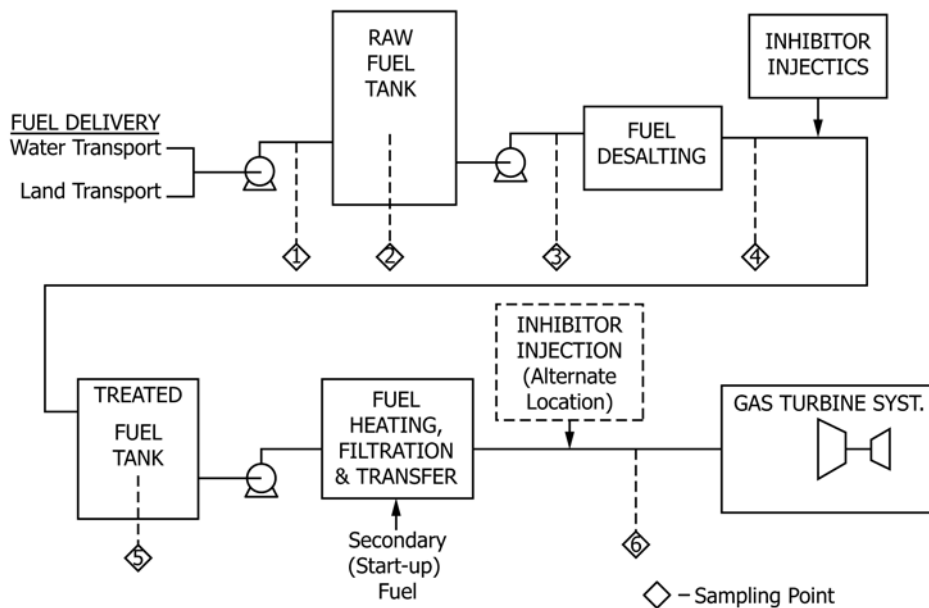 RAW
FUEL
TANK
INHIBITOR
INJECTICS
FUEL DELIVERY
Water Transport
Land Transport
FUEL
DESALTING
1
2
3
4
INHIBITOR
INJECTION
(Alternate
Location)
TREATED
FUEL
TANK
FUEL
HEATING,
FILTRATION
& TRANSFER
GAS TURBINE SYST.
5
Secondary
(Start-up)
Fuel
6
– Sampling Point